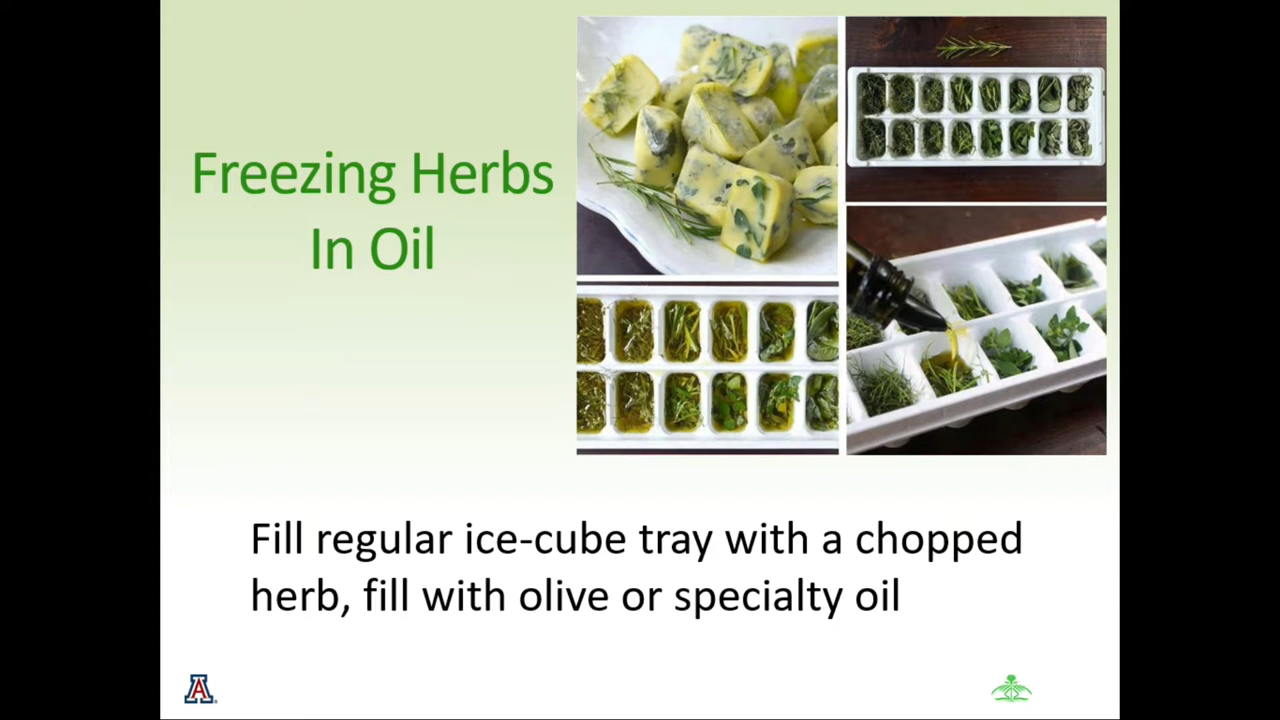 Freezing Herbs
In Oil
Fill regular ice-cube tray with a chopped
herb, fill with olive or specialty oil
A